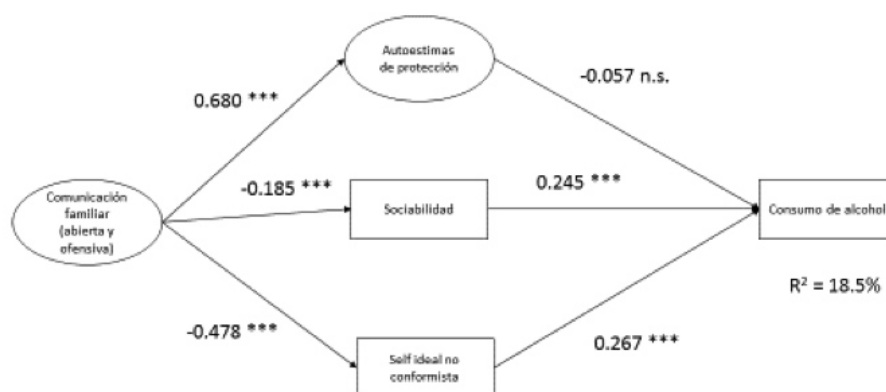 Autoestimas
de protección
-0.057 n.s.
0.680 ***
-0.185 ***
0.245 ***
Comunicación
familiar
(abierta y
ofensiva)
Sociabilidad
Consumo de alcohol
R² = 18.5%
-0.478 ***
0.267 ***
Self ideal no
conformista